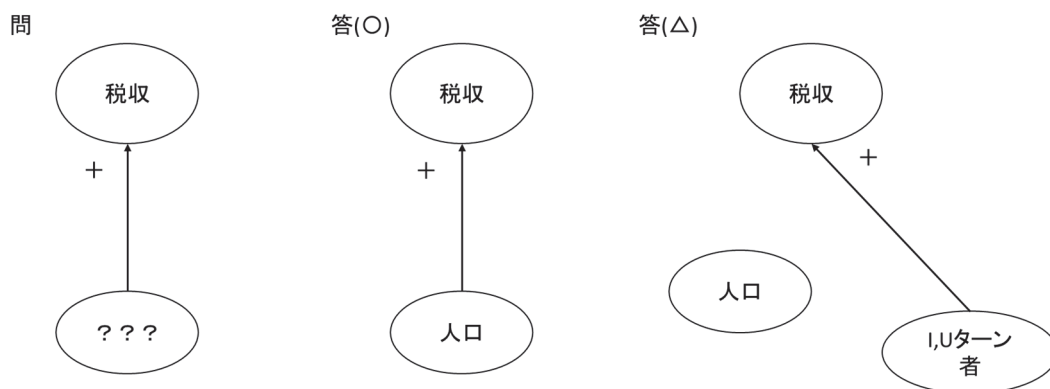 問
税収
+
???
答(○)
税収
+
人口
答(△)
税収
+
人口
I,Uターン
者